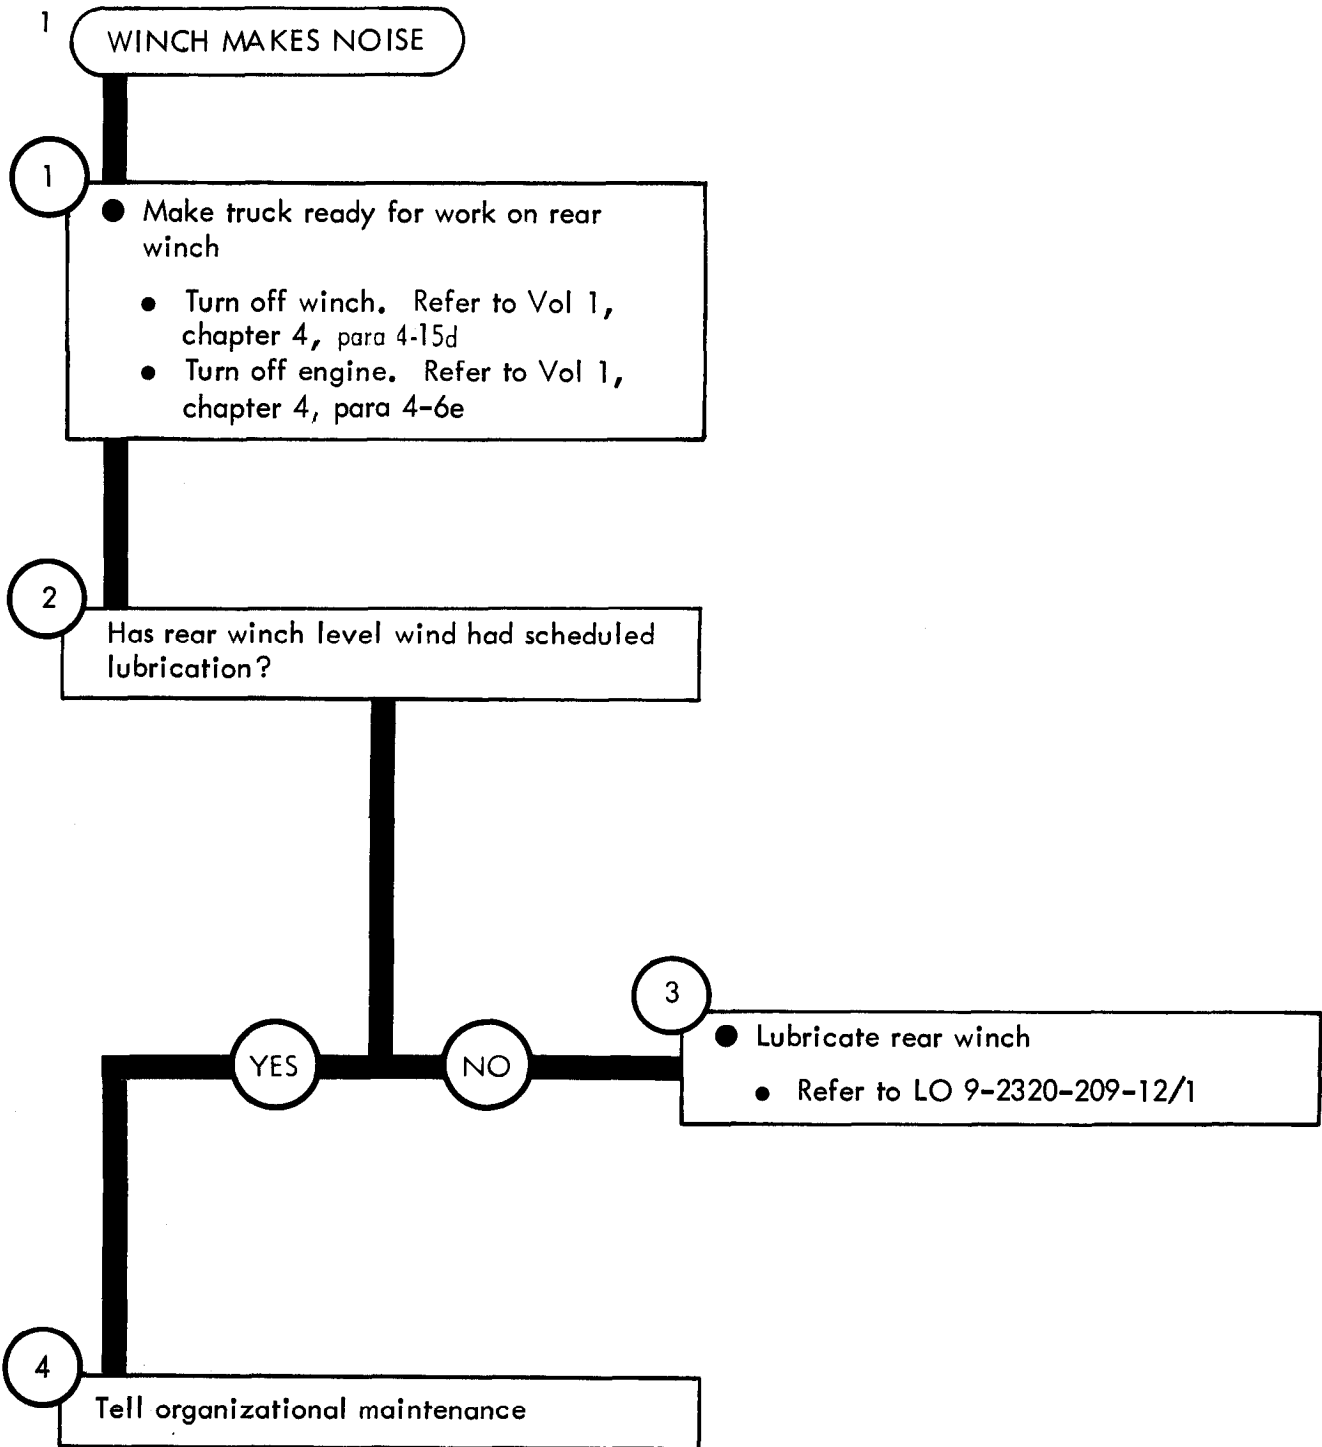 1
WINCH MAKES NOISE
1
● Make truck ready for work on rear
winch
● Turn off winch. Refer to Vol 1,
chapter 4, para 4-15d
● Turn off engine. Refer to Vol 1,
chapter 4, para 4-6e
2
Has rear winch level wind had scheduled
lubrication?
YES
NO
3
● Lubricate rear winch
● Refer to LO 9-2320-209-12/1
4
Tell organizational maintenance